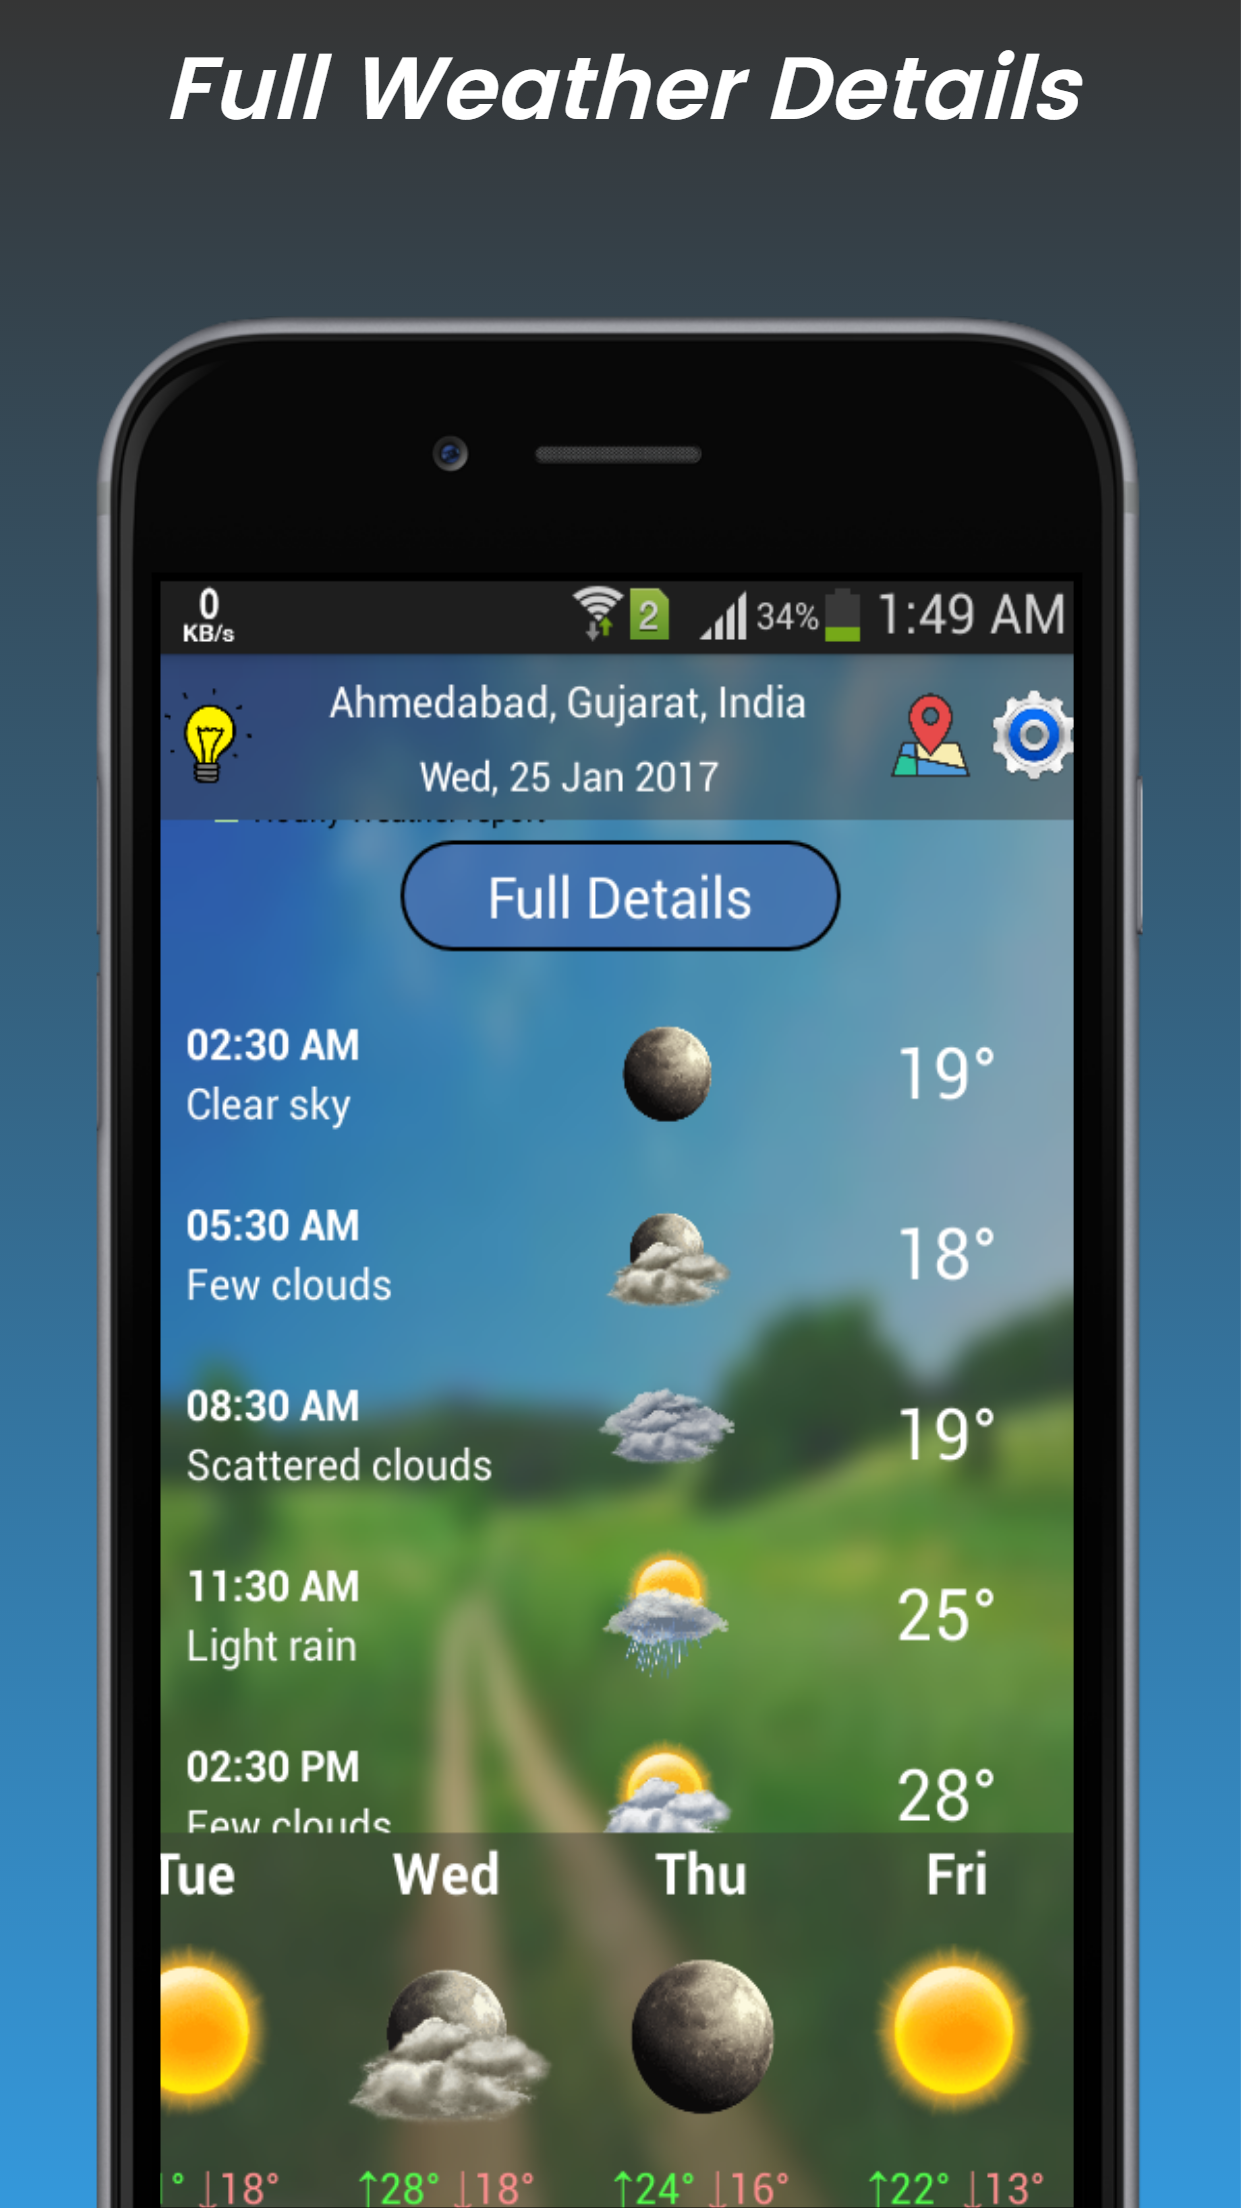 Full Weather Details
0
KB/s
2
34%
1:49 AM
Ahmedabad, Gujarat, India
Wed, 25 Jan 2017
Hourly weather report
Full Details
02:30 AM
Clear sky
19°
05:30 AM
Few clouds
18°
08:30 AM
Scattered clouds
19°
11:30 AM
Light rain
25°
02:30 PM
Few clouds
28°
Tue Wed Thu Fri
° ↓18° ↑28° ↓18° ↑24° ↓16° ↑22° ↓13°